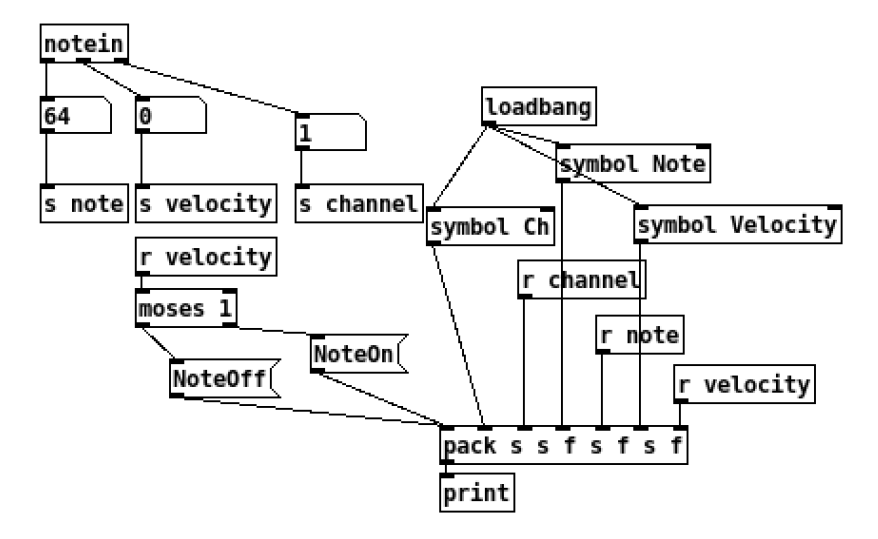 notein
64
0
1
loadbang
symbol Note
s note
s velocity
s channel
symbol Ch
symbol Velocity
r velocity
r channel
moses 1
r note
NoteOn
NoteOff
r velocity
pack s s f s f s f
print